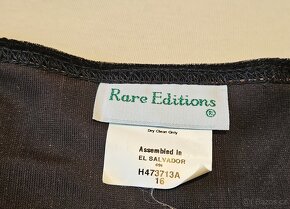 Rare Editions
®
Dry Clean Only
Assembled In
EL SALVADOR
H473713A
16